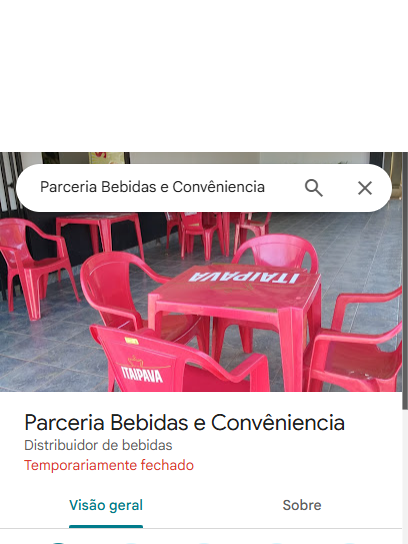 Parceria Bebidas e Convêniencia
ITAIPAVA
ITAIPAVA
Parceria Bebidas e Convêniencia
Distribuidor de bebidas
Temporariamente fechado
Visão geral
Sobre